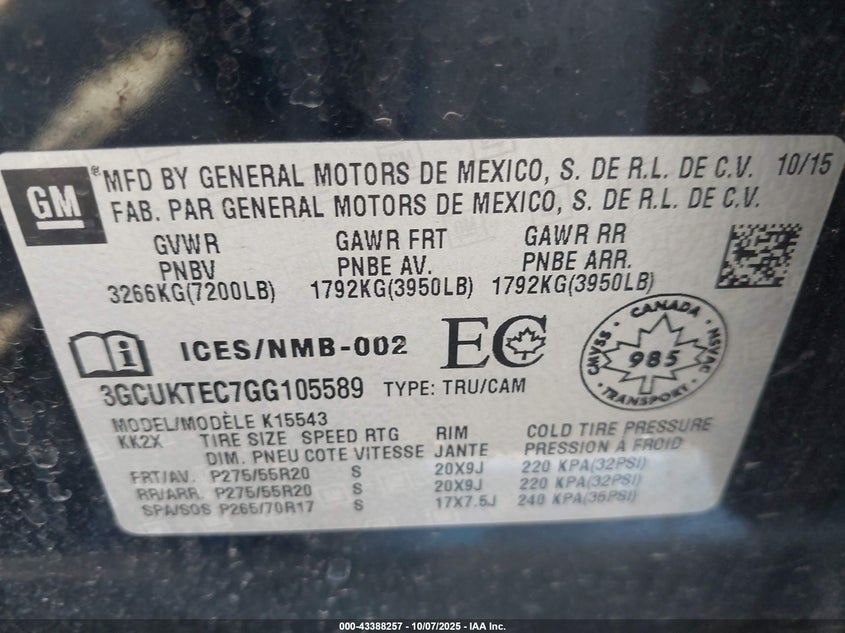 GM ® MFD BY GENERAL MOTORS DE MEXICO, S. DE R.L. DE C.V. 10/15
FAB. PAR GENERAL MOTORS DE MEXICO, S. DE R.L. DE C.V.
GVWR GAWR FRT GAWR RR
PNBV PNBE AV. PNBE ARR.
3266KG(7200LB) 1792KG(3950LB) 1792KG(3950LB)
i ICES/NMB-002 EC
CANADA
CMVSS 985 NSVAC
TRANSPORT
3GCUKTEC7GG105589 TYPE: TRU/CAM
MODEL/MODÈLE K15543
KK2X TIRE SIZE SPEED RTG RIM COLD TIRE PRESSURE
DIM. PNEU COTE VITESSE JANTE PRESSION À FROID
FRT/AV. P275/55R20 S 20X9J 220 KPA(32PSI)
RR/ARR. P275/55R20 S 20X9J 220 KPA(32PSI)
SPA/SOS P265/70R17 S 17X7.5J 240 KPA(35PSI)
000-43388257 - 10/07/2025 - IAA Inc.